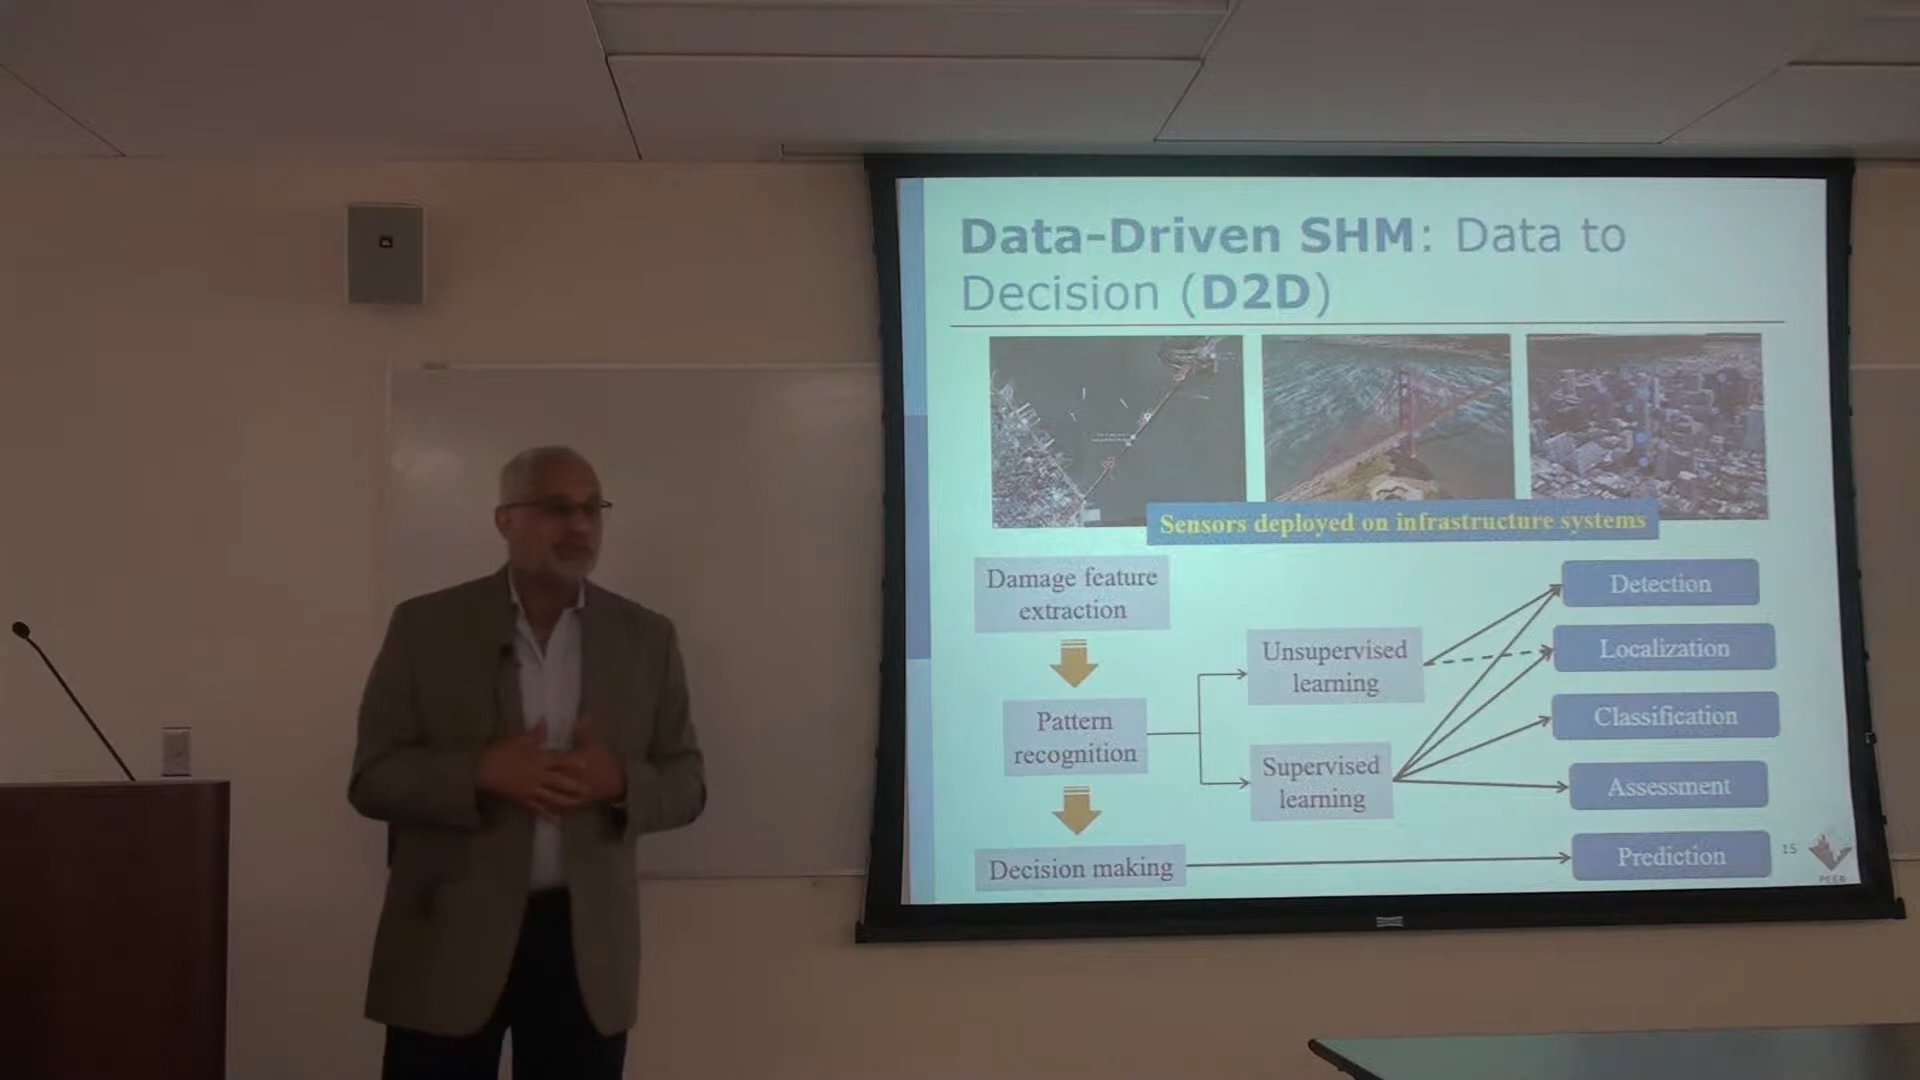 Data-Driven SHM: Data to
Decision (D2D)
Sensors deployed on infrastructure systems
Damage feature
extraction
Pattern
recognition
Decision making
Unsupervised
learning
Supervised
learning
Detection
Localization
Classification
Assessment
Prediction
15
PEER